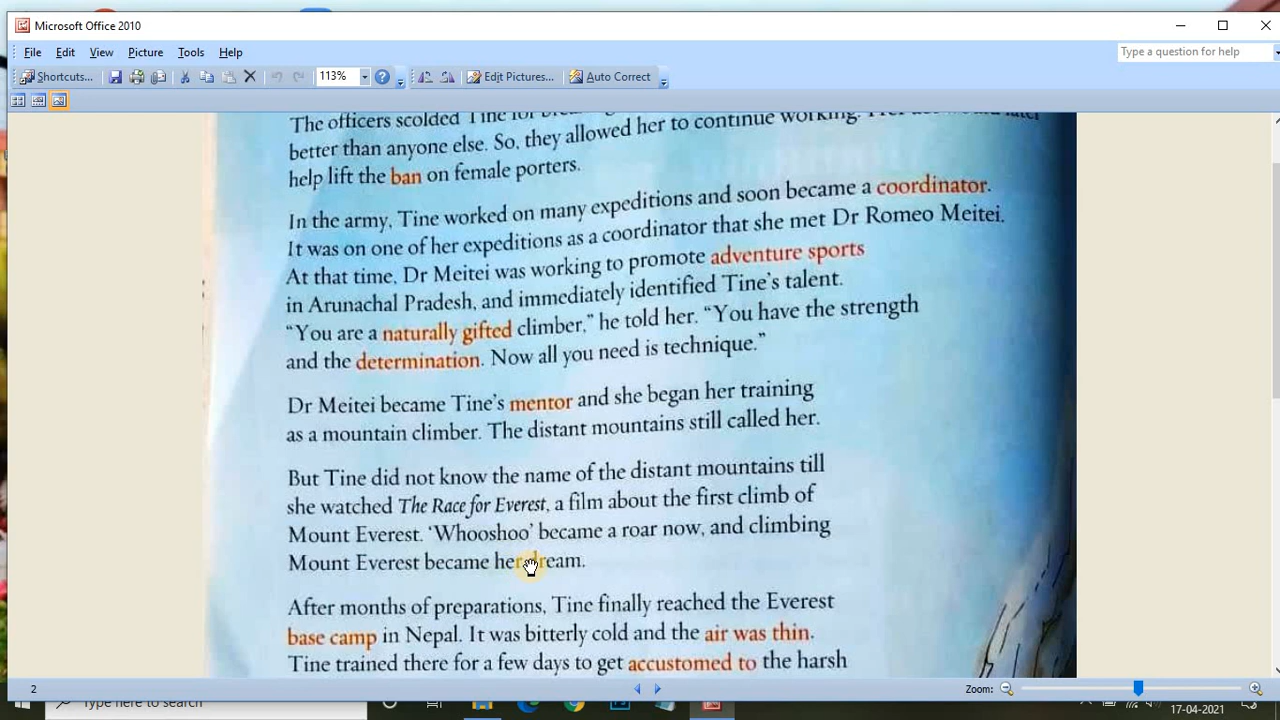 Microsoft Office 2010
File Edit View Picture Tools Help
Type a question for help
Shortcuts... 113% Edit Pictures... Auto Correct
The officers scolded Tine for
better than anyone else. So, they allowed her to continue working.
help lift the ban on female porters.
In the army, Tine worked on many expeditions and soon became a coordinator.
It was on one of her expeditions as a coordinator that she met Dr Romeo Meitei.
At that time, Dr Meitei was working to promote adventure sports
in Arunachal Pradesh, and immediately identified Tine's talent.
“You are a naturally gifted climber,” he told her. “You have the strength
and the determination. Now all you need is technique.”
Dr Meitei became Tine's mentor and she began her training
as a mountain climber. The distant mountains still called her.
But Tine did not know the name of the distant mountains till
she watched The Race for Everest, a film about the first climb of
Mount Everest. ‘Whooshoo’ became a roar now, and climbing
Mount Everest became her dream.
After months of preparations, Tine finally reached the Everest
base camp in Nepal. It was bitterly cold and the air was thin.
Tine trained there for a few days to get accustomed to the harsh
2 Zoom:
Type here to search
17-04-2021